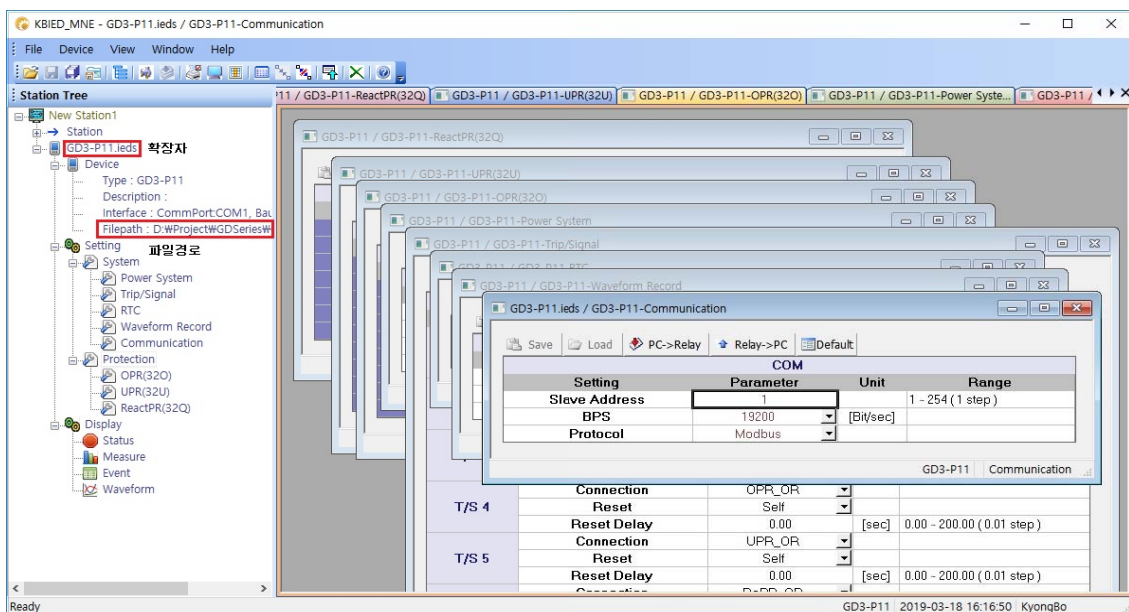 KBIED_MNE - GD3-P11.ieds / GD3-P11-Communication
File Device View Window Help
Station Tree
11 / GD3-P11-ReactPR(32Q) GD3-P11 / GD3-P11-UPR(32U) GD3-P11 / GD3-P11-OPR(32O) GD3-P11 / GD3-P11-Power Syste... GD3-P11 /
New Station1
Station
GD3-P11.ieds 확장자
Device
Type : GD3-P11
Description :
Interface : CommPort:COM1, Bau
Filepath : D:₩Project₩GDSeries₩
Setting 파일경로
System
Power System
Trip/Signal
RTC
Waveform Record
Communication
Protection
OPR(32O)
UPR(32U)
ReactPR(32Q)
Display
Status
Measure
Event
Waveform
GD3-P11 / GD3-P11-ReactPR(32Q)
GD3-P11 / GD3-P11-UPR(32U)
GD3-P11 / GD3-P11-OPR(32O)
GD3-P11 / GD3-P11-Power System
GD3-P11 / GD3-P11-Trip/Signal
GD3-P11 / GD3-P11-RTC
GD3-P11 / GD3-P11-Waveform Record
GD3-P11.ieds / GD3-P11-Communication
Save Load PC->Relay Relay->PC Default
COM
Setting Parameter Unit Range
Slave Address 1 1 ~ 254 ( 1 step )
BPS 19200 [Bit/sec]
Protocol Modbus
GD3-P11 Communication
Connection OPR_OR
T/S 4 Reset Self
Reset Delay 0.00 [sec] 0.00 ~ 200.00 ( 0.01 step )
Connection UPR_OR
T/S 5 Reset Self
Reset Delay 0.00 [sec] 0.00 ~ 200.00 ( 0.01 step )
Ready GD3-P11 2019-03-18 16:16:50 KyongBo